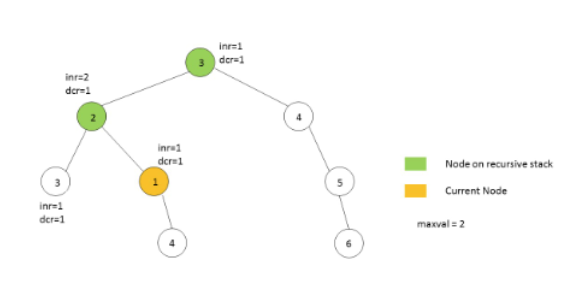 inr=1
dcr=1
3
inr=2
dcr=1
2
4
inr=1
dcr=1
3
1
5
inr=1
dcr=1
4
6
Node on recursive stack
Current Node
maxval = 2